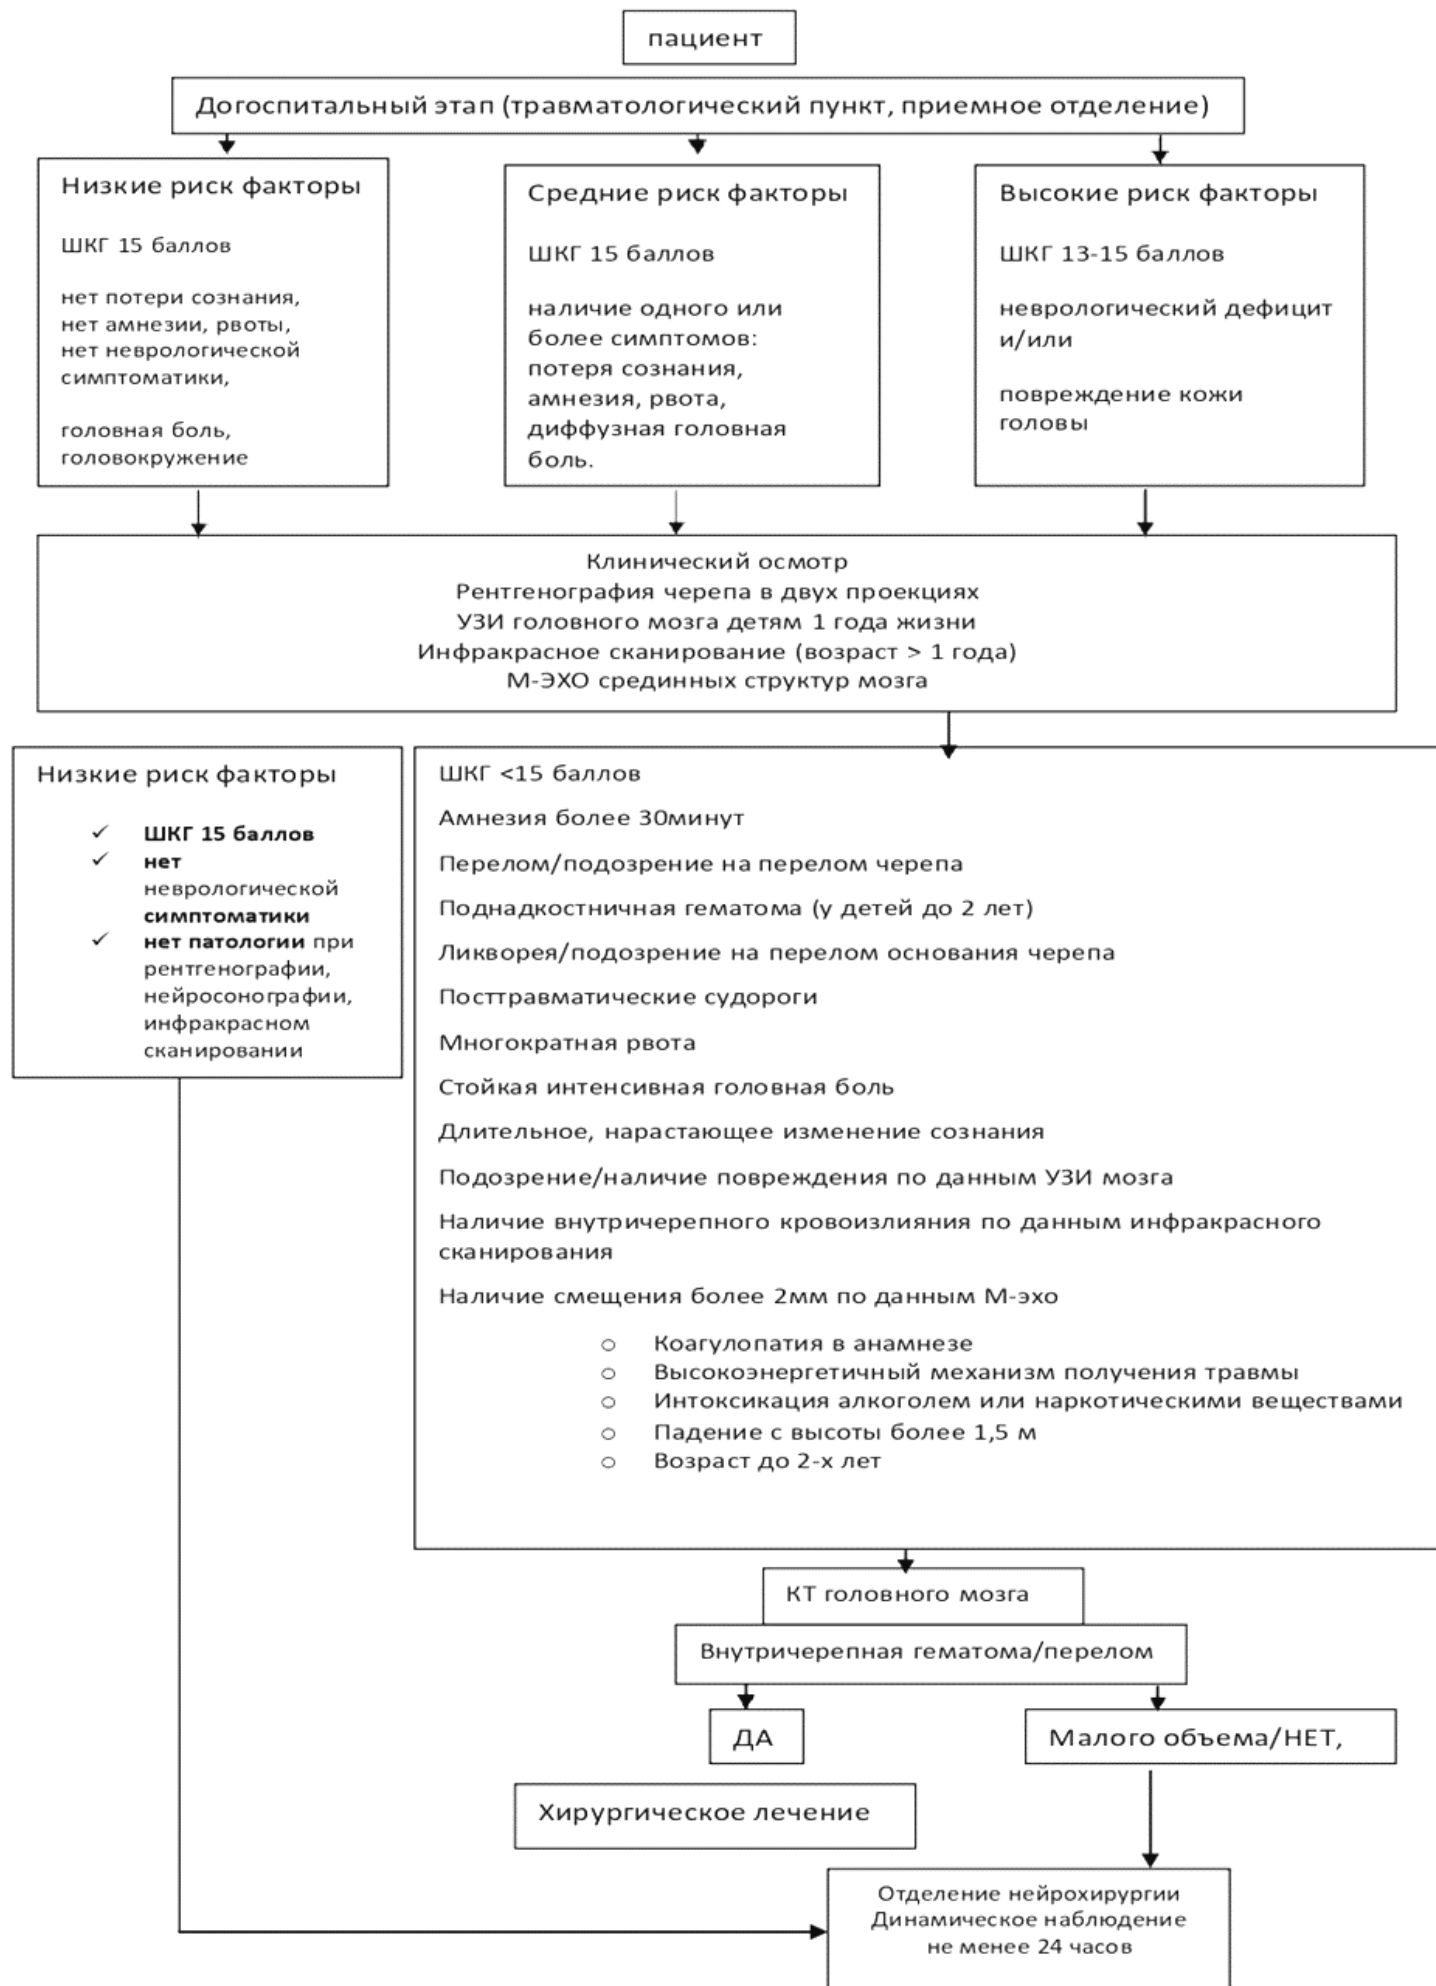 пациент
Догоспитальный этап (травматологический пункт, приемное отделение)
Низкие риск факторы
ШКГ 15 баллов
нет потери сознания,
нет амнезии, рвоты,
нет неврологической
симптоматики,
головная боль,
головокружение
Средние риск факторы
ШКГ 15 баллов
наличие одного или
более симптомов:
потеря сознания,
амнезия, рвота,
диффузная головная
боль.
Высокие риск факторы
ШКГ 13-15 баллов
неврологический дефицит
и/или
повреждение кожи
головы
Клинический осмотр
Рентгенография черепа в двух проекциях
УЗИ головного мозга детям 1 года жизни
Инфракрасное сканирование (возраст > 1 года)
М-ЭХО срединных структур мозга
Низкие риск факторы
✓ ШКГ 15 баллов
✓ нет
неврологической
симптоматики
✓ нет патологии при
рентгенографии,
нейросонографии,
инфракрасном
сканировании
ШКГ <15 баллов
Амнезия более 30минут
Перелом/подозрение на перелом черепа
Поднадкостничная гематома (у детей до 2 лет)
Ликворея/подозрение на перелом основания черепа
Посттравматические судороги
Многократная рвота
Стойкая интенсивная головная боль
Длительное, нарастающее изменение сознания
Подозрение/наличие повреждения по данным УЗИ мозга
Наличие внутричерепного кровоизлияния по данным инфракрасного
сканирования
Наличие смещения более 2мм по данным М-эхо
o Коагулопатия в анамнезе
o Высокоэнергетичный механизм получения травмы
o Интоксикация алкоголем или наркотическими веществами
o Падение с высоты более 1,5 м
o Возраст до 2-х лет
КТ головного мозга
Внутричерепная гематома/перелом
ДА
Малого объема/НЕТ,
Хирургическое лечение
Отделение нейрохирургии
Динамическое наблюдение
не менее 24 часов